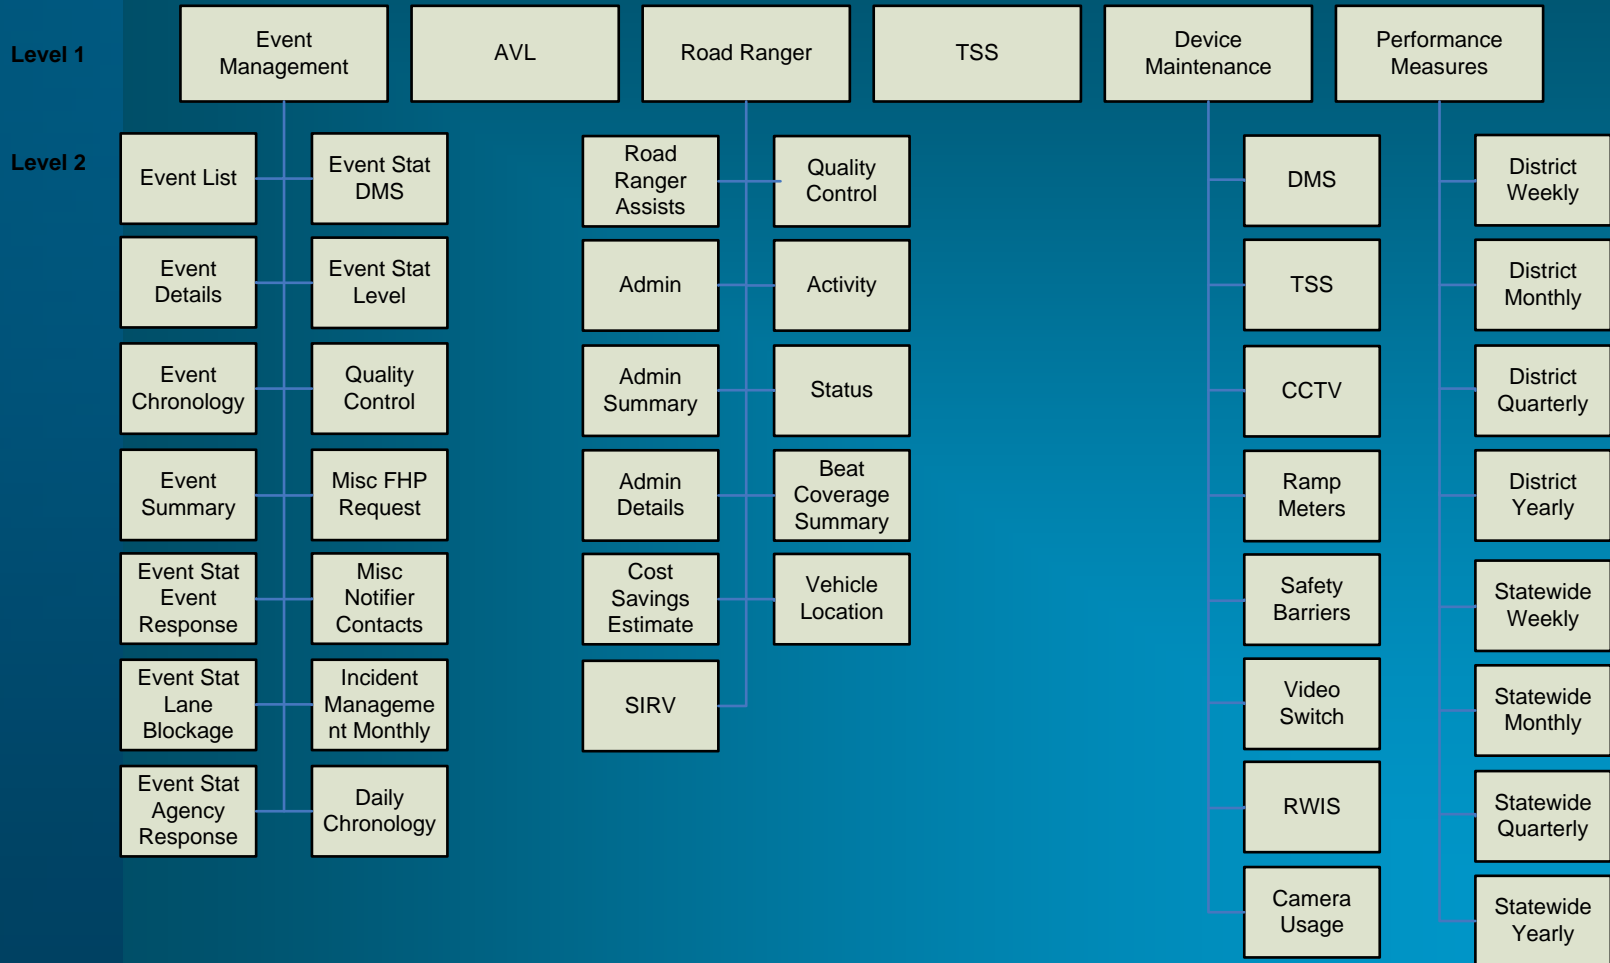 Level 1
Event
Management
AVL
Road Ranger
TSS
Device
Maintenance
Performance
Measures
Level 2
Event List
Event Stat
DMS
Event
Details
Event Stat
Level
Event
Chronology
Quality
Control
Event
Summary
Misc FHP
Request
Event Stat
Event
Response
Misc
Notifier
Contacts
Event Stat
Lane
Blockage
Incident
Manageme
nt Monthly
Event Stat
Agency
Response
Daily
Chronology
Road
Ranger
Assists
Quality
Control
Admin
Activity
Admin
Summary
Status
Admin
Details
Beat
Coverage
Summary
Cost
Savings
Estimate
Vehicle
Location
SIRV
DMS
TSS
CCTV
Ramp
Meters
Safety
Barriers
Video
Switch
RWIS
Camera
Usage
District
Weekly
District
Monthly
District
Quarterly
District
Yearly
Statewide
Weekly
Statewide
Monthly
Statewide
Quarterly
Statewide
Yearly